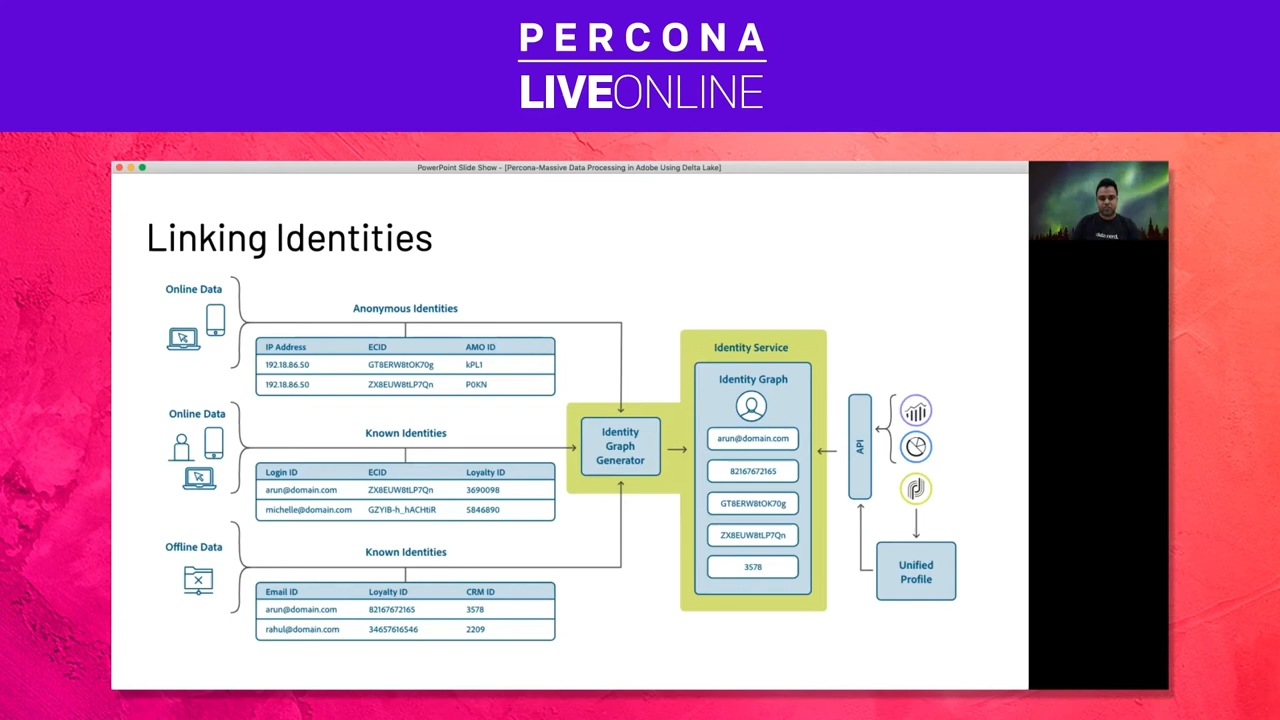 PERCONA
LIVEONLINE
PowerPoint Slide Show - [Percona-Massive Data Processing in Adobe Using Delta Lake]
Linking Identities
Online Data
Anonymous Identities
IP Address ECID AMO ID
192.18.86.50 GT8ERW8tOK70g kPL1
192.18.86.50 ZX8EUW8tLP7Qn P0KN
Online Data
Known Identities
Login ID ECID Loyalty ID
arun@domain.com ZX8EUW8tLP7Qn 3690098
michelle@domain.com GZYIB-h_hACHtiR 5846890
Offline Data
Known Identities
Email ID Loyalty ID CRM ID
arun@domain.com 82167672165 3578
rahul@domain.com 34657616546 2209
Identity
Graph
Generator
Identity Service
Identity Graph
arun@domain.com
82167672165
GT8ERW8tOK70g
ZX8EUW8tLP7Qn
3578
API
Unified
Profile